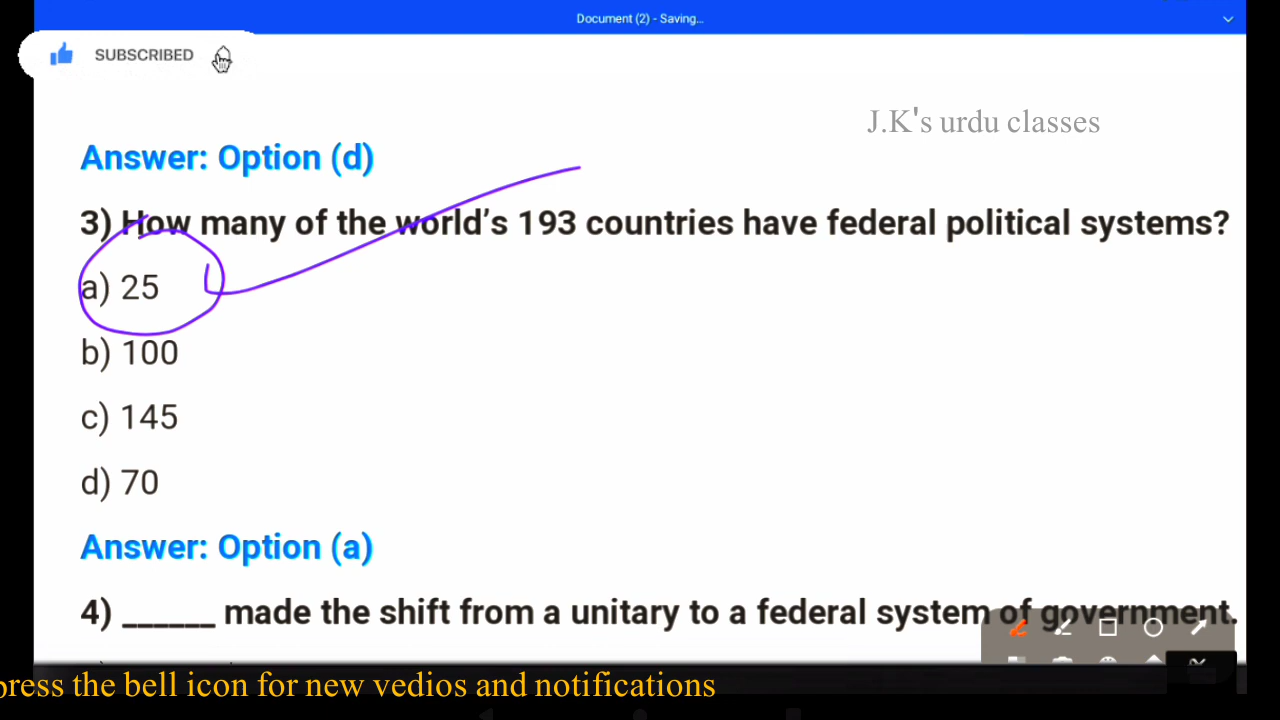 Document (2) - Saving...
SUBSCRIBED
J.K's urdu classes
Answer: Option (d)
3) How many of the world’s 193 countries have federal political systems?
a) 25
b) 100
c) 145
d) 70
Answer: Option (a)
4) ______ made the shift from a unitary to a federal system of government.
press the bell icon for new vedios and notifications